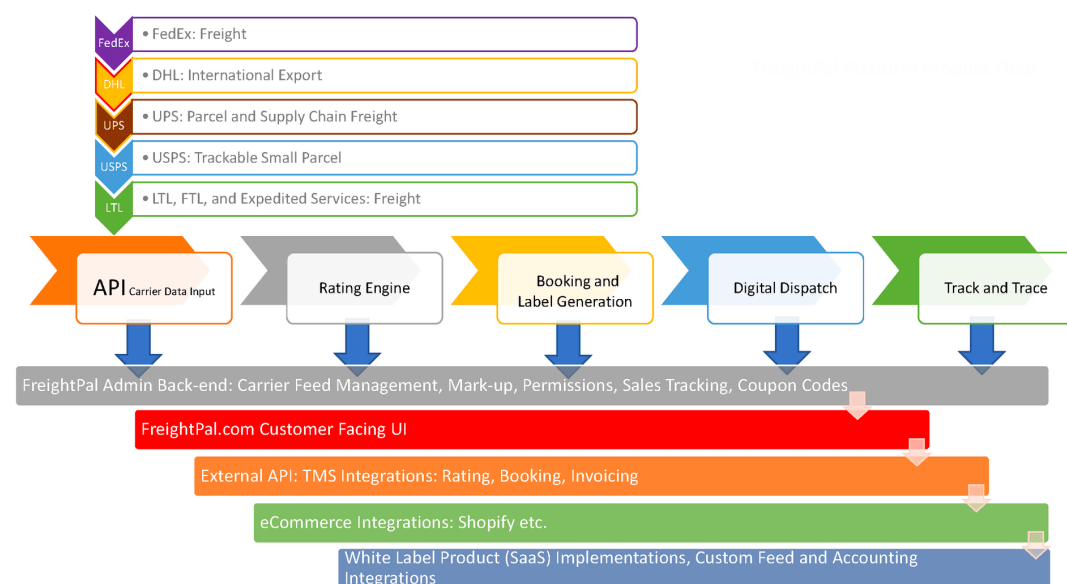 FedEx
• FedEx: Freight
DHL
• DHL: International Export
UPS
• UPS: Parcel and Supply Chain Freight
USPS
• USPS: Trackable Small Parcel
LTL
• LTL, FTL, and Expedited Services: Freight
API Carrier Data Input
Rating Engine
Booking and
Label Generation
Digital Dispatch
Track and Trace
FreightPal Admin Back-end: Carrier Feed Management, Mark-up, Permissions, Sales Tracking, Coupon Codes
FreightPal.com Customer Facing UI
External API: TMS Integrations: Rating, Booking, Invoicing
eCommerce Integrations: Shopify etc.
White Label Product (SaaS) Implementations, Custom Feed and Accounting
Integrations